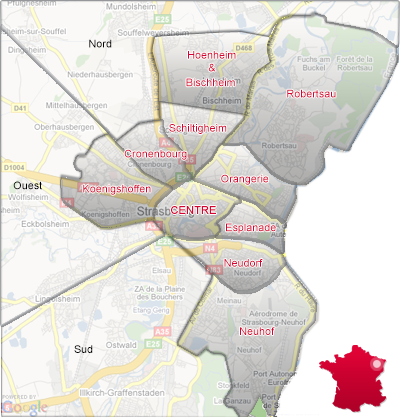 Pfulgriesheim
Mundolsheim
Souffelweyersheim
Nord
D468
Hoenheim
&
Bischheim
Bischheim
Niederhausbergen
Fuchs am
Buckel
Forêt de la
Robertsau
Robertsau
D41
Mittelhausbergen
Oberhausbergen
Schiltigheim
Cronenbourg
Robertsau
D1004
Ouest
Wolfisheim
Eckbolsheim
Koenigshoffen
Koenigshoffen
Orangerie
Strasb
CENTRE
A35
Esplanade
N4
Neudorf
Neudorf
Elsau
ZA de la Plaine
des Bouchers
Lingolsheim
Etang Gerig
Meinau
Aérodrome de
Strasbourg-Neuhof
A35
Neuhof
Sud
Ostwald
Stockfeld
Port Autonome
Ganzau
Illkirch-Graffenstaden
POWERED BY
Google